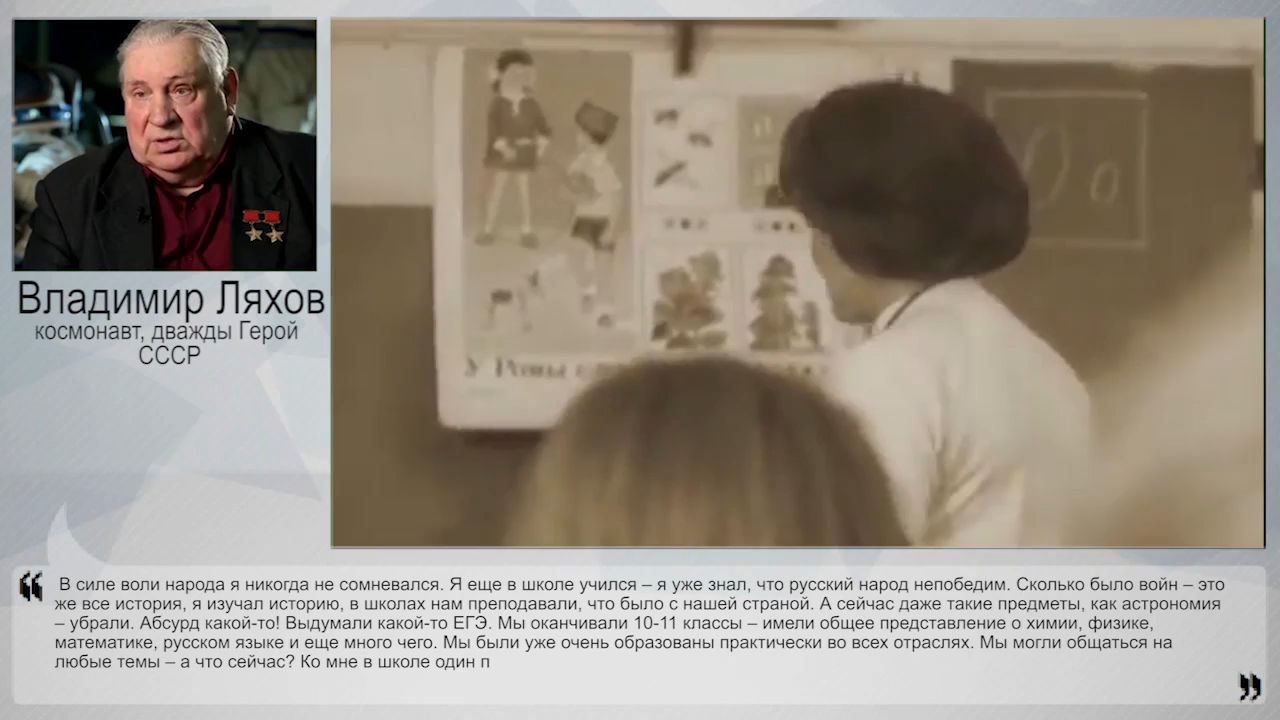 Владимир Ляхов
космонавт, дважды Герой
СССР
О о
У Ромы
“ В силе воли народа я никогда не сомневался. Я еще в школе учился – я уже знал, что русский народ непобедим. Сколько было войн – это
же все история, я изучал историю, в школах нам преподавали, что было с нашей страной. А сейчас даже такие предметы, как астрономия
– убрали. Абсурд какой-то! Выдумали какой-то ЕГЭ. Мы оканчивали 10-11 классы – имели общее представление о химии, физике,
математике, русском языке и еще много чего. Мы были уже очень образованы практически во всех отраслях. Мы могли общаться на
любые темы – а что сейчас? Ко мне в школе один п
”